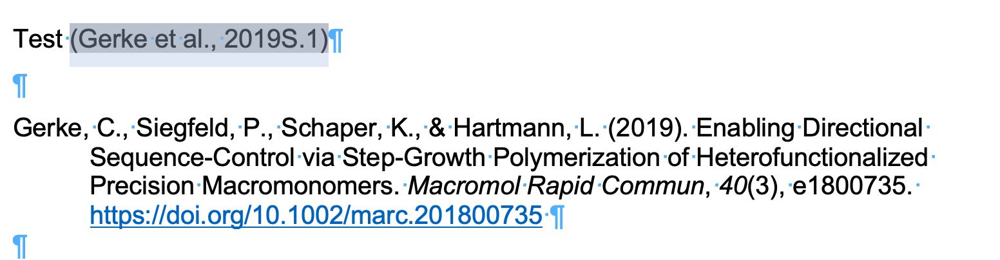 Test (Gerke et al., 2019S.1)¶
¶
Gerke, C., Siegfeld, P., Schaper, K., & Hartmann, L. (2019). Enabling Directional
Sequence-Control via Step-Growth Polymerization of Heterofunctionalized
Precision Macromonomers. Macromol Rapid Commun, 40(3), e1800735.
https://doi.org/10.1002/marc.201800735 ¶
¶